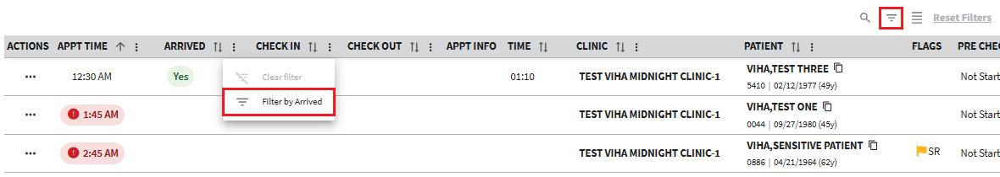 Reset Filters
ACTIONS APPT TIME ARRIVED CHECK IN CHECK OUT APPT INFO TIME CLINIC PATIENT FLAGS PRE CHEC
12:30 AM Yes 01:10 TEST VIHA MIDNIGHT CLINIC-1 VIHA,TEST THREE Not Start
5410 | 02/12/1977 (49y)
Clear filter
Filter by Arrived
1:45 AM TEST VIHA MIDNIGHT CLINIC-1 VIHA,TEST ONE Not Start
0044 | 09/27/1980 (45y)
2:45 AM TEST VIHA MIDNIGHT CLINIC-1 VIHA,SENSITIVE PATIENT SR Not Start
0886 | 04/21/1964 (62y)